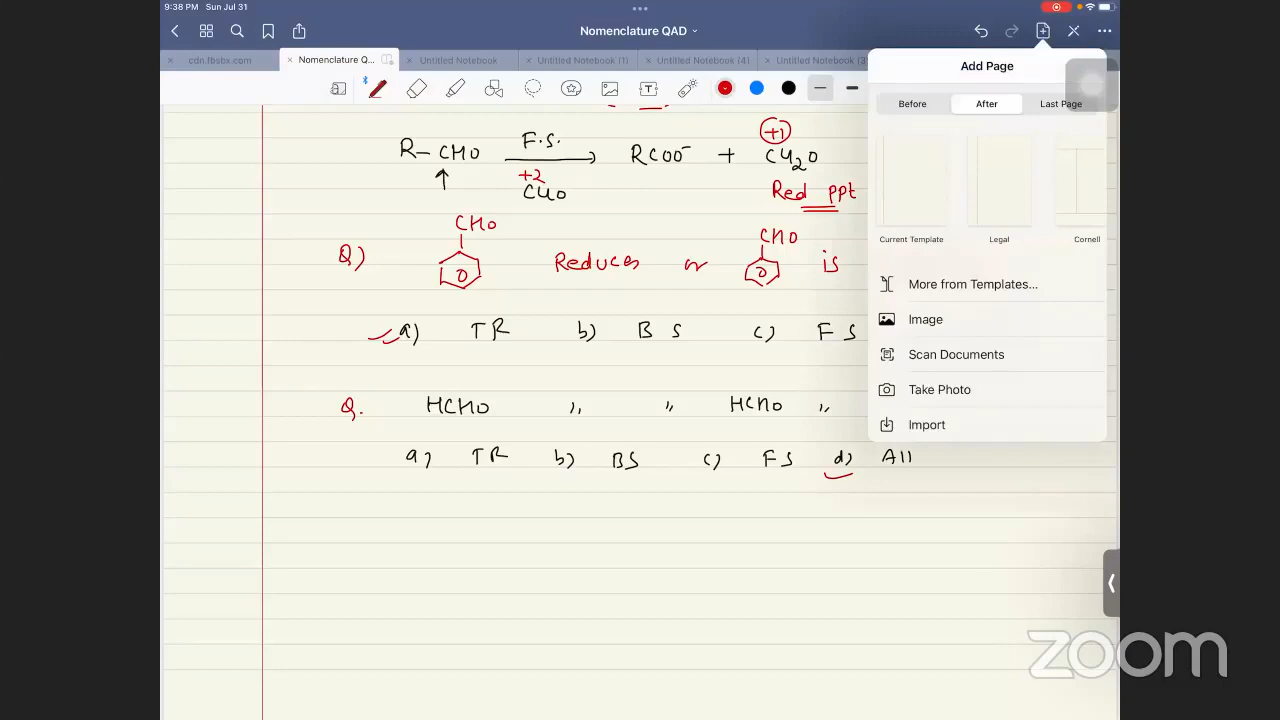 9:38 PM Sun Jul 31
Nomenclature QAD
cdn.fbsbx.com
Nomenclature Q...
Untitled Notebook
Untitled Notebook (1)
Untitled Notebook (4)
Untitled Notebook (3
Add Page
Before After Last Page
Current Template Legal Cornell
More from Templates...
Image
Scan Documents
Take Photo
Import
+1
R-CHO F.S. RCOO⁻ + Cu2O
+2
CuO
Red ppt
CHO CHO
Q) Reduces or is
a) TR b) BS c) FS
Q. HCHO " " HCHO "
a) TR b) BS c) FS d) All
zoom